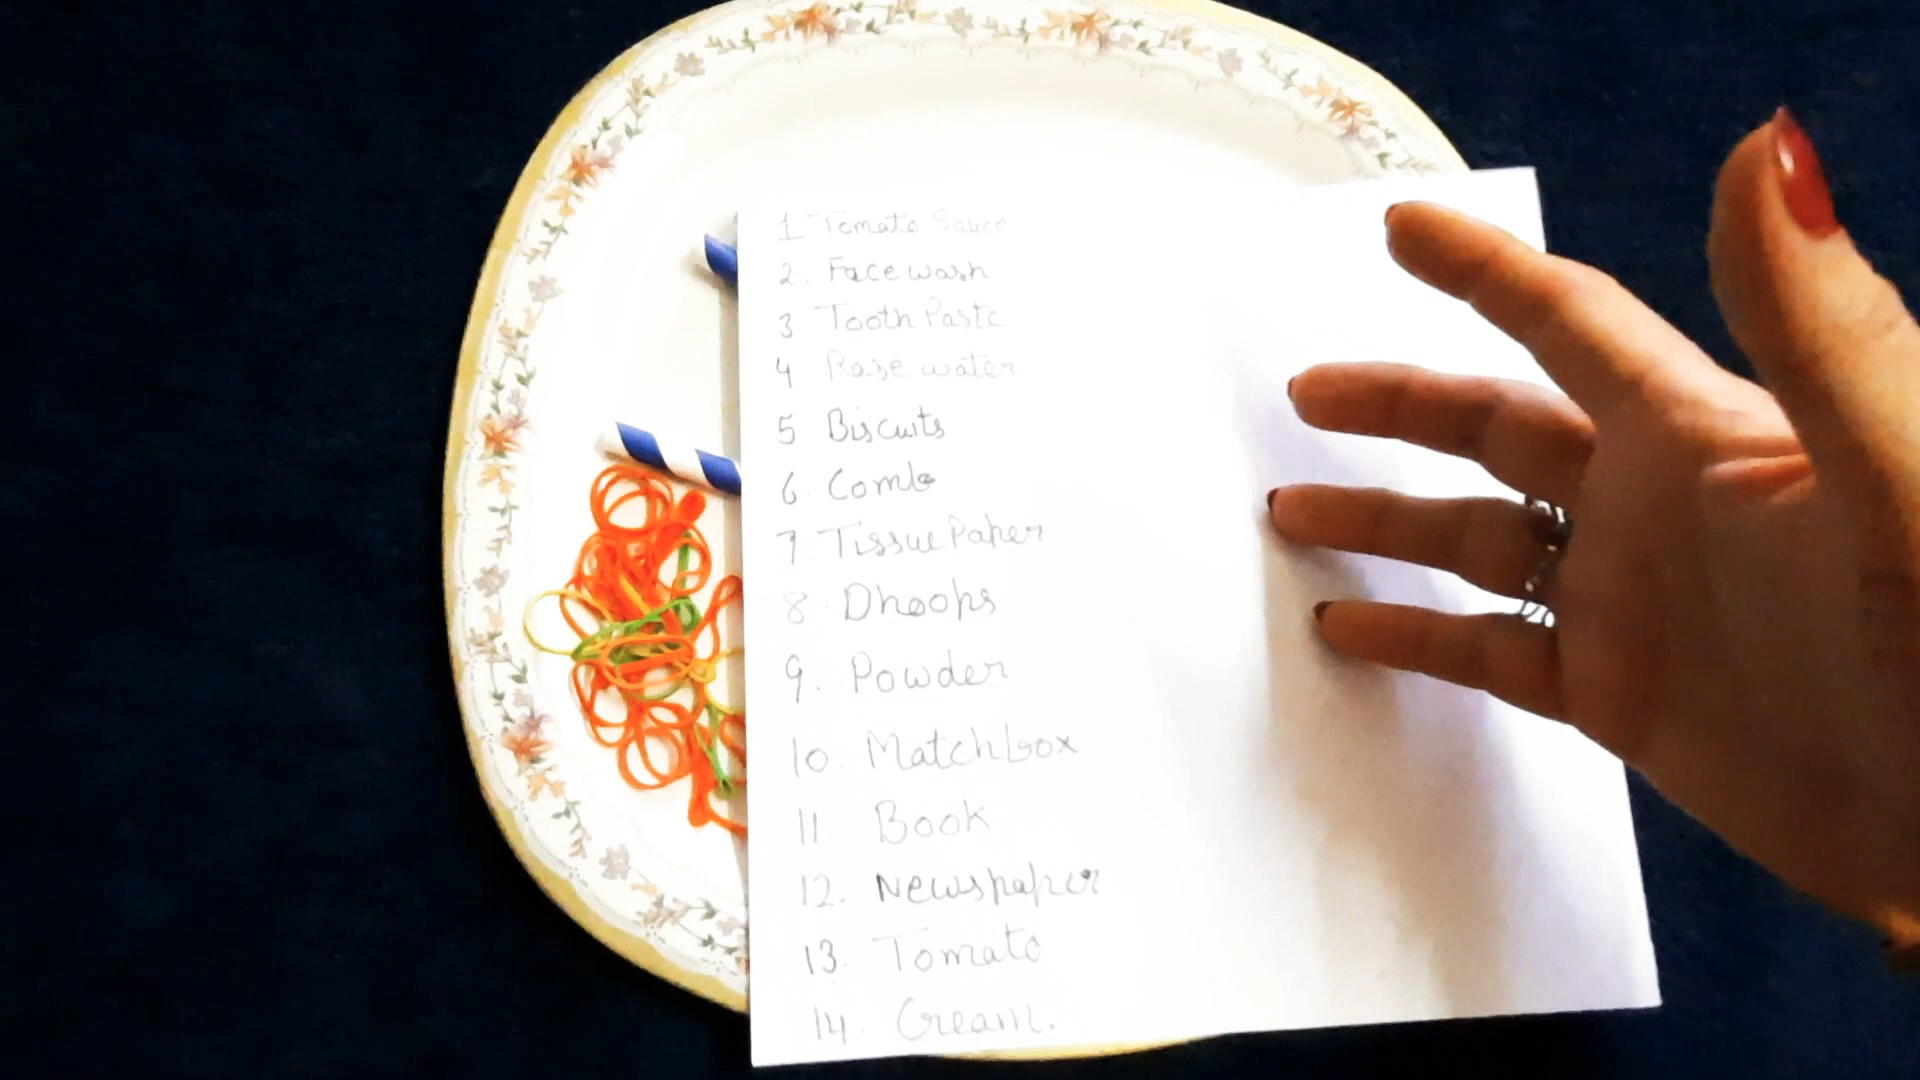 1 Tomato Sauce
2. Face wash
3 Tooth Paste
4 Rose water
5 Biscuits
6. Comb
7. Tissue Paper
8. Dhoops
9. Powder
10. Matchbox
11. Book
12. Newspaper
13. Tomato
14. Cream.